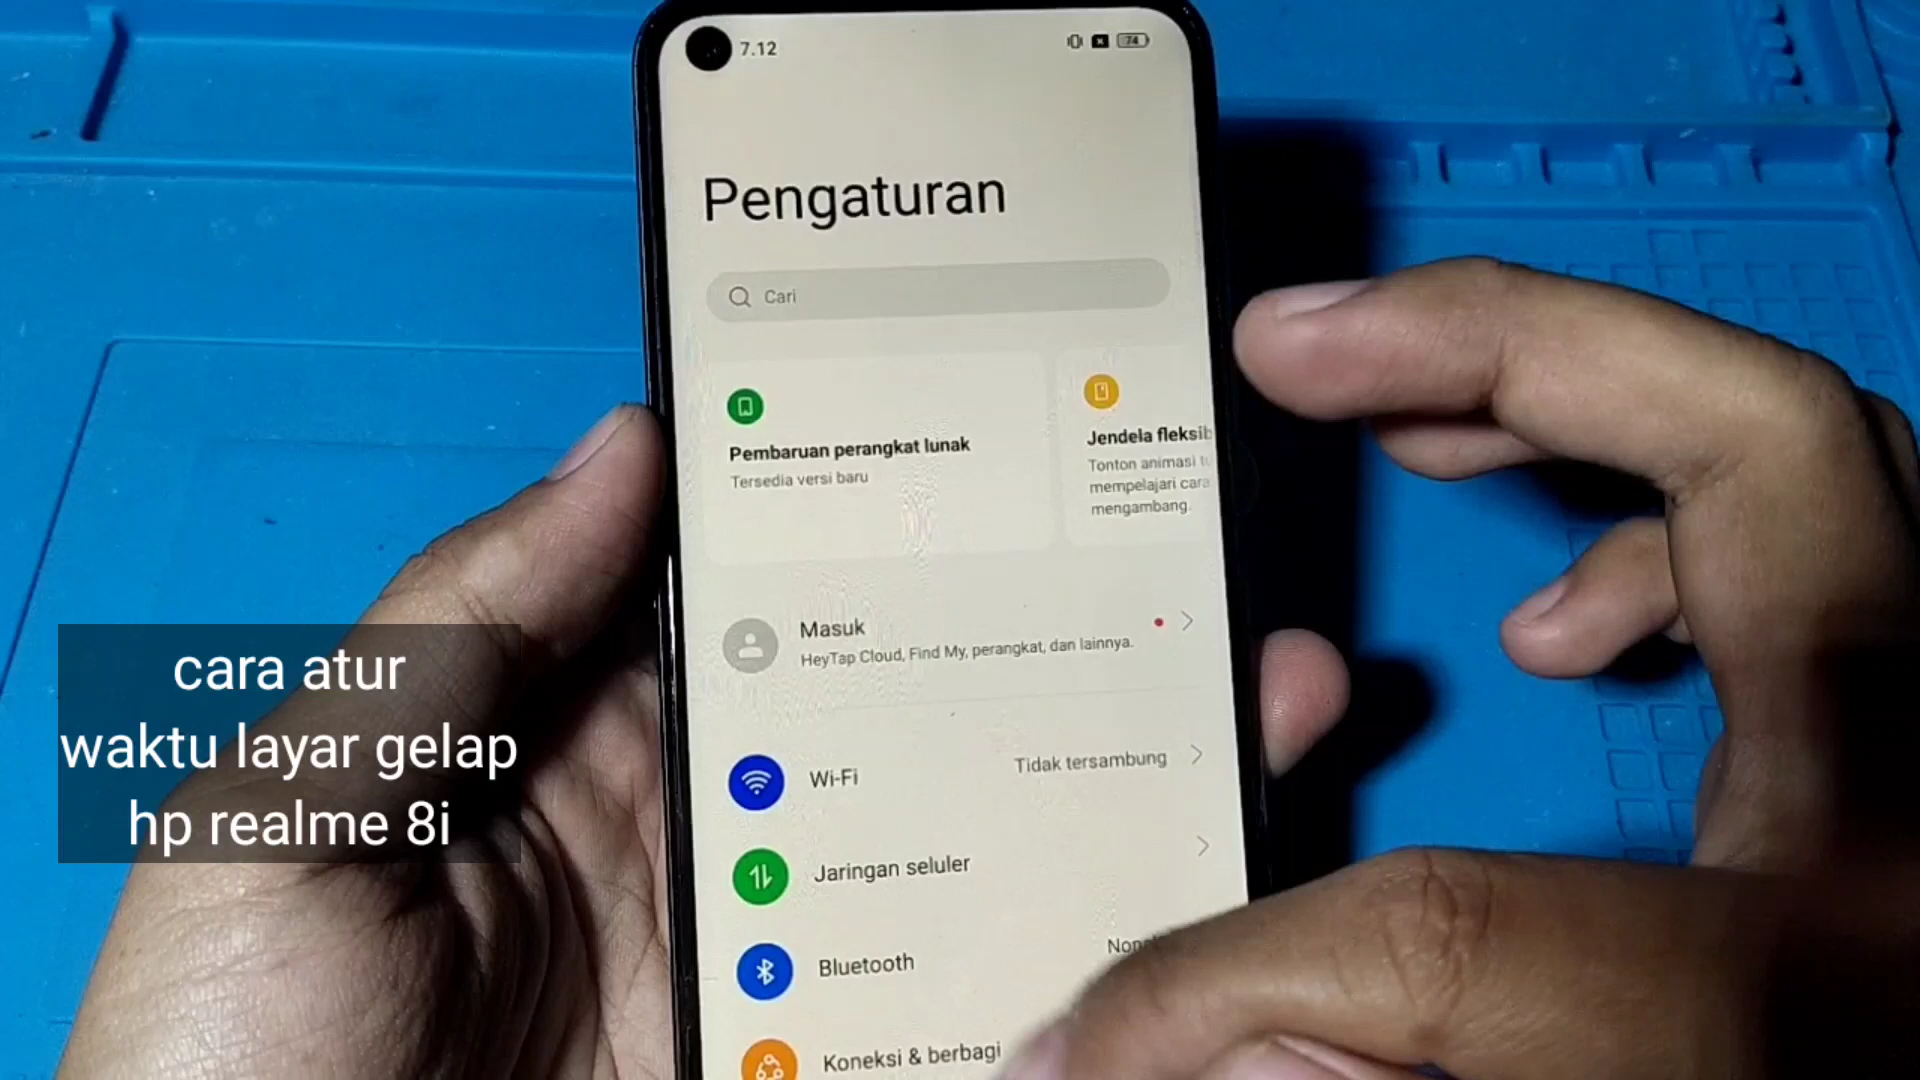 7.12
74
Pengaturan
Cari
Pembaruan perangkat lunak
Tersedia versi baru
Jendela fleksib
Tonton animasi tu
mempelajari cara
mengambang.
Masuk
HeyTap Cloud, Find My, perangkat, dan lainnya.
Wi-Fi
Tidak tersambung
Jaringan seluler
Bluetooth
Koneksi & berbagi
cara atur
waktu layar gelap
hp realme 8i